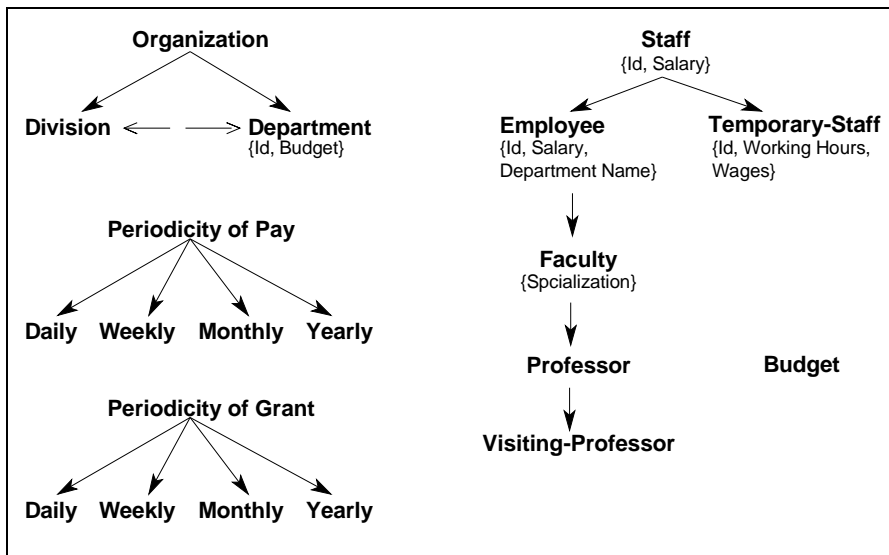 Organization
Division
Department
{Id, Budget}
Periodicity of Pay
Daily Weekly Monthly Yearly
Periodicity of Grant
Daily Weekly Monthly Yearly
Staff
{Id, Salary}
Employee
{Id, Salary,
Department Name}
Temporary-Staff
{Id, Working Hours,
Wages}
Faculty
{Spcialization}
Professor
Budget
Visiting-Professor